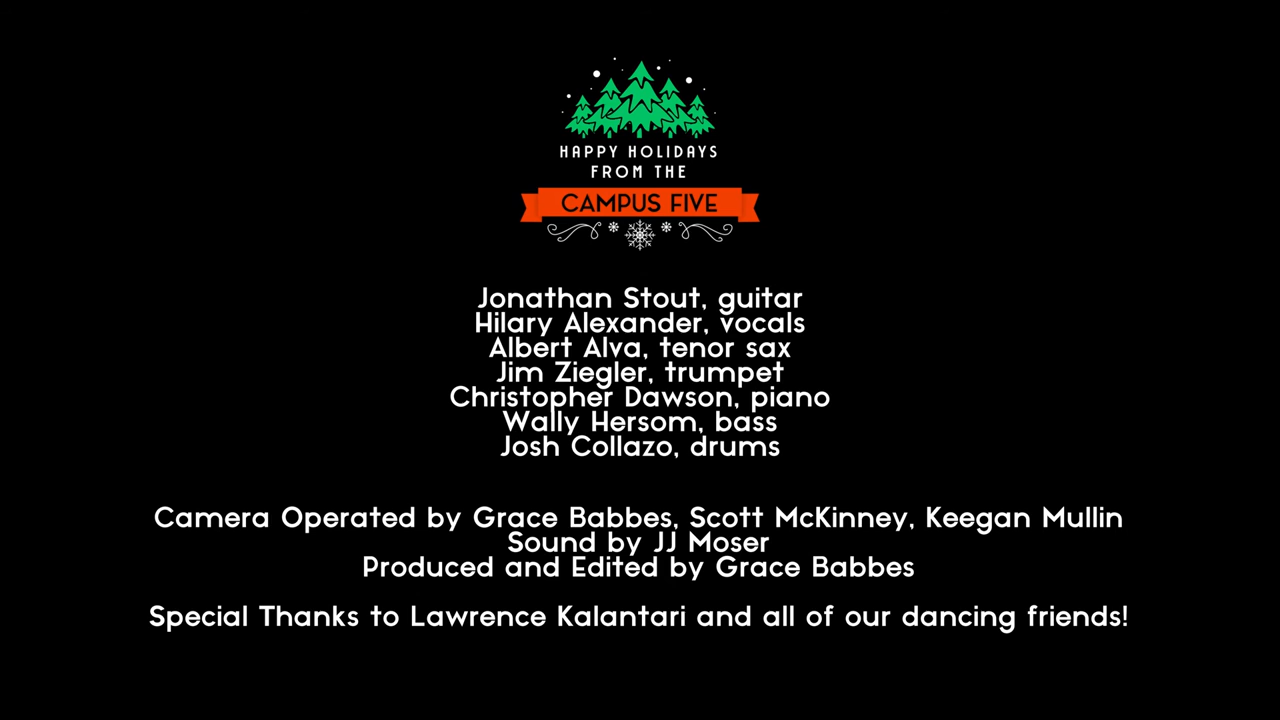 HAPPY HOLIDAYS
FROM THE
CAMPUS FIVE
Jonathan Stout, guitar
Hilary Alexander, vocals
Albert Alva, tenor sax
Jim Ziegler, trumpet
Christopher Dawson, piano
Wally Hersom, bass
Josh Collazo, drums
Camera Operated by Grace Babbes, Scott McKinney, Keegan Mullin
Sound by JJ Moser
Produced and Edited by Grace Babbes
Special Thanks to Lawrence Kalantari and all of our dancing friends!